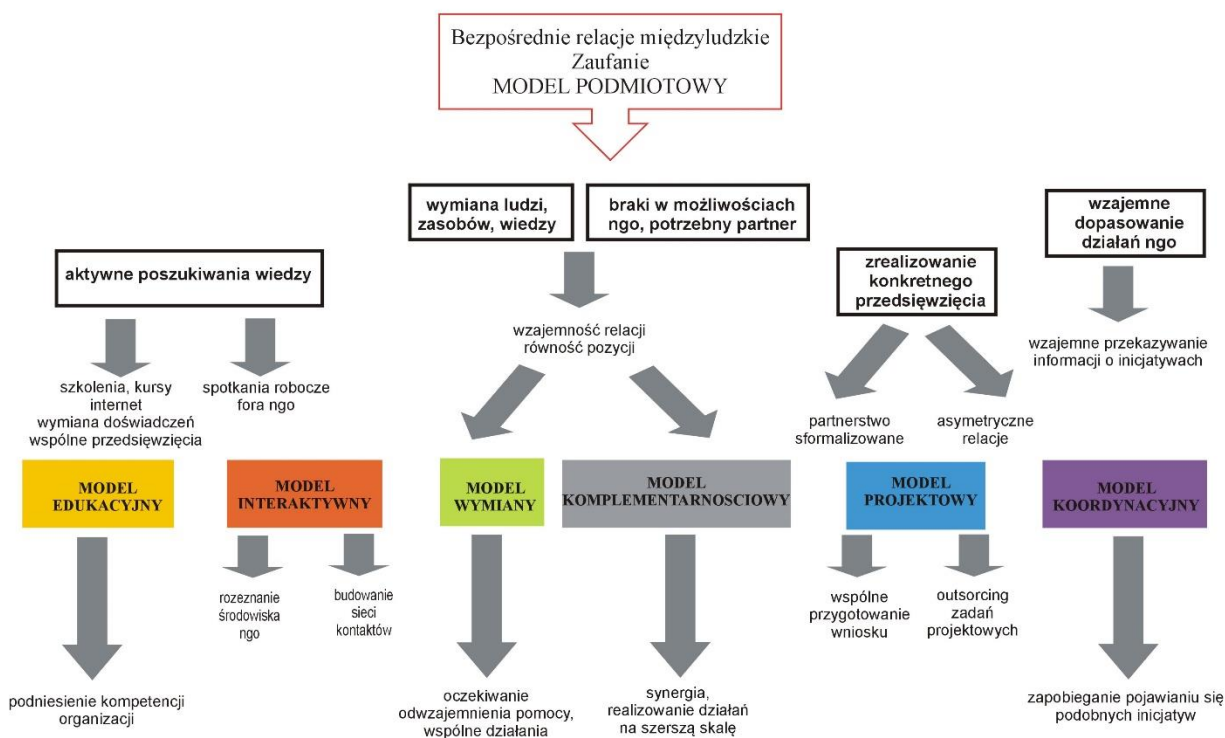 Bezpośrednie relacje międzyludzkie
Zaufanie
MODEL PODMIOTOWY
wymiana ludzi,
zasobów, wiedzy
braki w możliwościach
ngo, potrzebny partner
wzajemne
dopasowanie
działań ngo
aktywne poszukiwania wiedzy
zrealizowanie
konkretnego
przedsięwzięcia
wzajemność relacji
równość pozycji
wzajemne przekazywanie
informacji o inicjatywach
szkolenia, kursy
internet
wymiana doświadczeń
wspólne przedsięwzięcia
spotkania robocze
fora ngo
partnerstwo
sformalizowane
asymetryczne
relacje
MODEL
EDUKACYJNY
MODEL
INTERAKTYWNY
MODEL
WYMIANY
MODEL
KOMPLEMENTARNOSCIOWY
MODEL
PROJEKTOWY
MODEL
KOORDYNACYJNY
rozeznanie
środowiska
ngo
budowanie
sieci
kontaktów
wspólne
przygotowanie
wniosku
outsorcing
zadań
projektowych
podniesienie kompetencji
organizacji
oczekiwanie
odwzajemnienia pomocy,
wspólne działania
synergia,
realizowanie działań
na szerszą skalę
zapobieganie pojawianiu się
podobnych inicjatyw